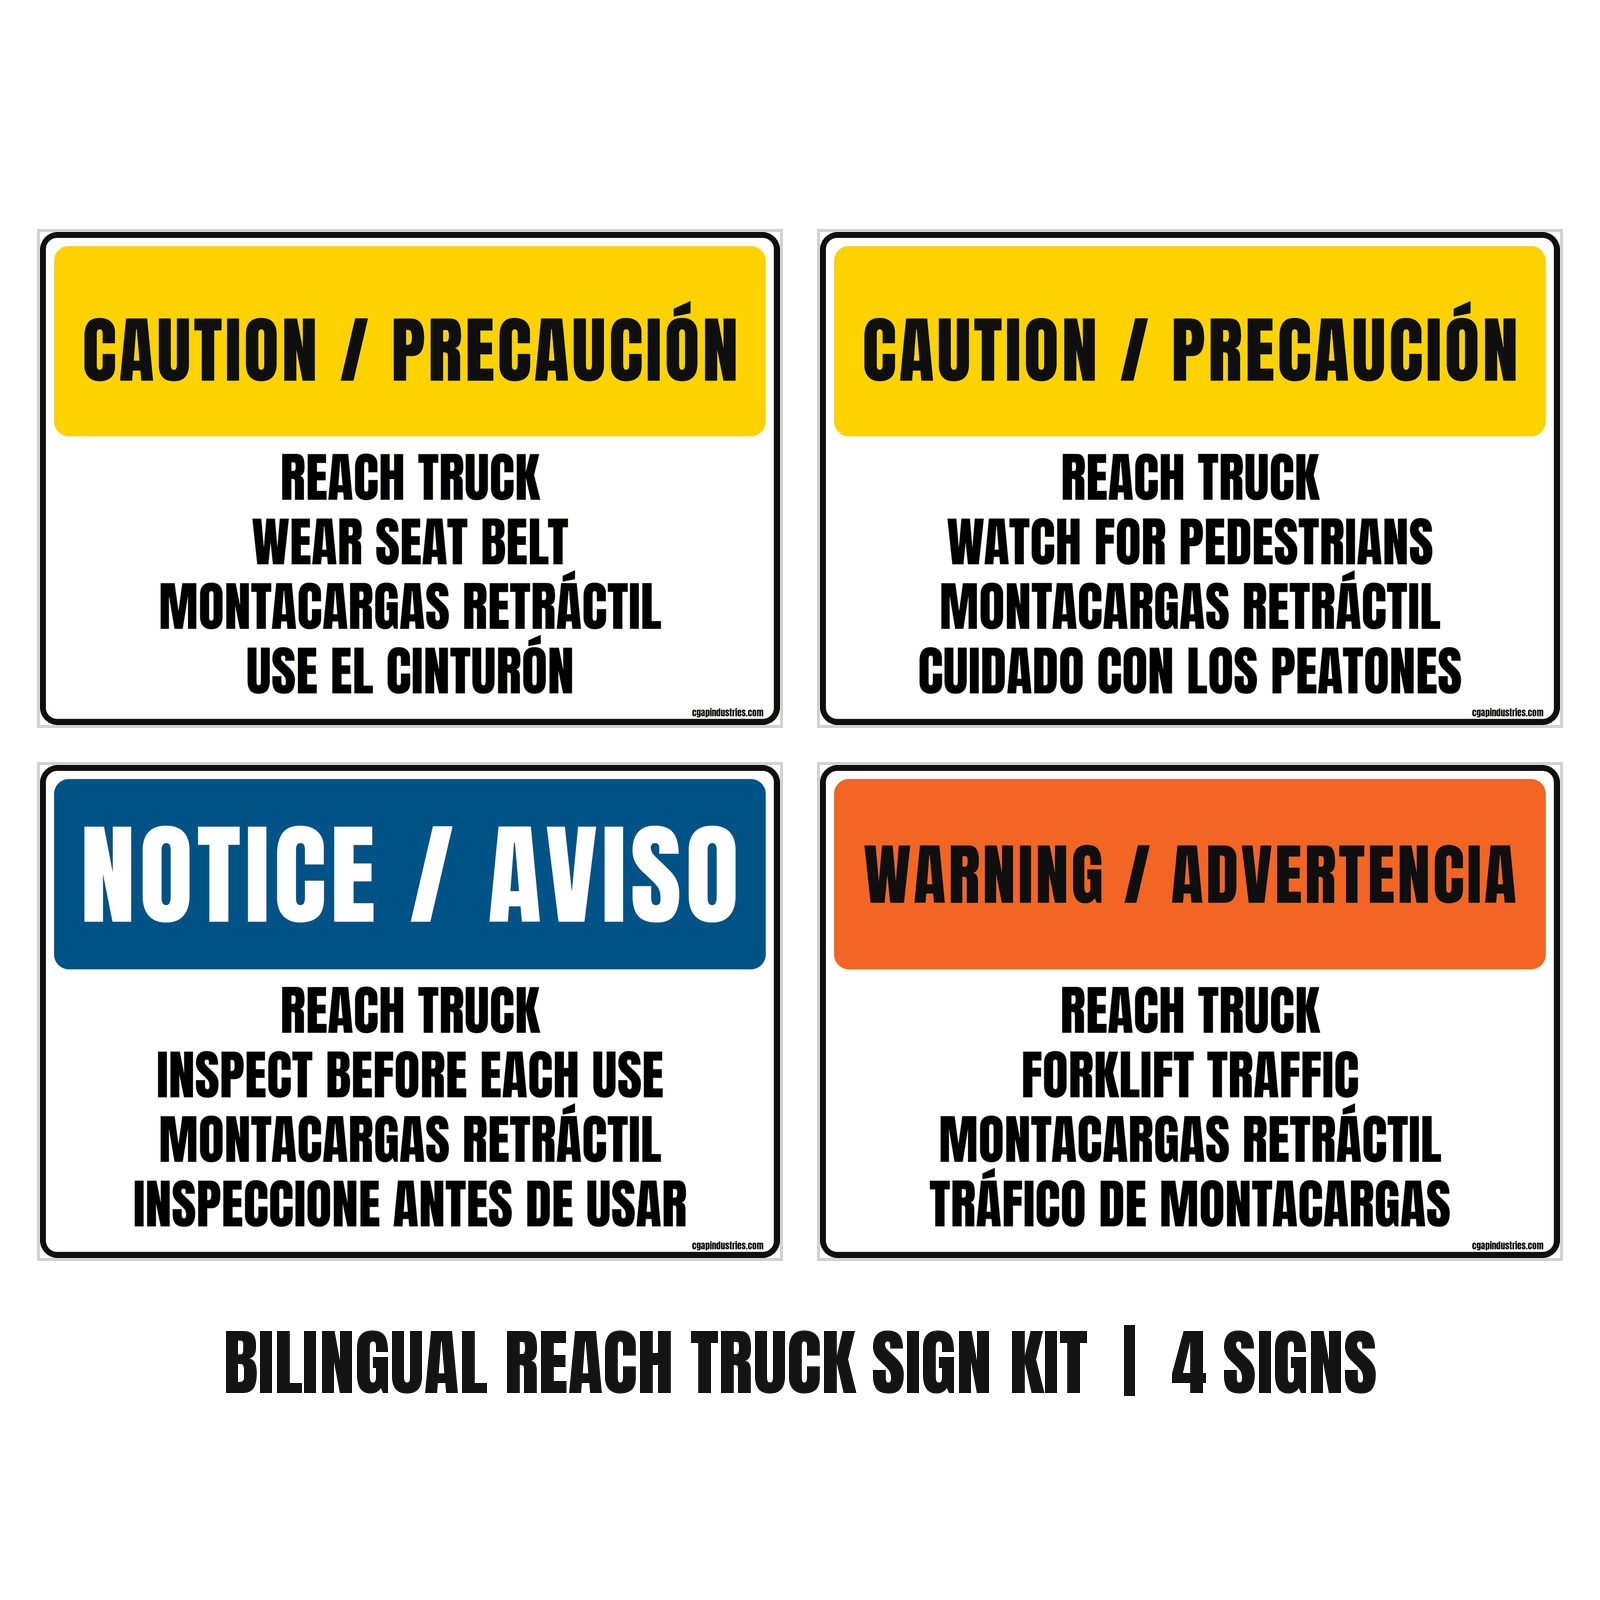 CAUTION / PRECAUCIÓN
REACH TRUCK
WEAR SEAT BELT
MONTACARGAS RETRÁCTIL
USE EL CINTURÓN
cgapindustries.com
CAUTION / PRECAUCIÓN
REACH TRUCK
WATCH FOR PEDESTRIANS
MONTACARGAS RETRÁCTIL
CUIDADO CON LOS PEATONES
cgapindustries.com
NOTICE / AVISO
REACH TRUCK
INSPECT BEFORE EACH USE
MONTACARGAS RETRÁCTIL
INSPECCIONE ANTES DE USAR
cgapindustries.com
WARNING / ADVERTENCIA
REACH TRUCK
FORKLIFT TRAFFIC
MONTACARGAS RETRÁCTIL
TRÁFICO DE MONTACARGAS
cgapindustries.com
BILINGUAL REACH TRUCK SIGN KIT | 4 SIGNS